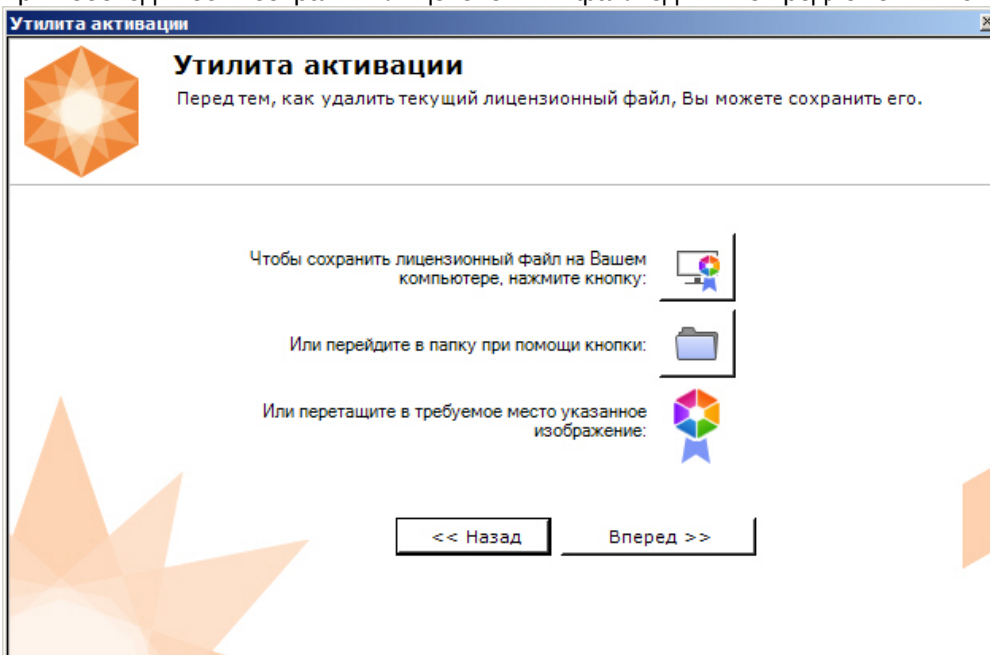 Утилита активации
Утилита активации
Перед тем, как удалить текущий лицензионный файл, Вы можете сохранить его.
Чтобы сохранить лицензионный файл на Вашем
компьютере, нажмите кнопку:
Или перейдите в папку при помощи кнопки:
Или перетащите в требуемое место указанное
изображение:
<< Назад
Вперед >>